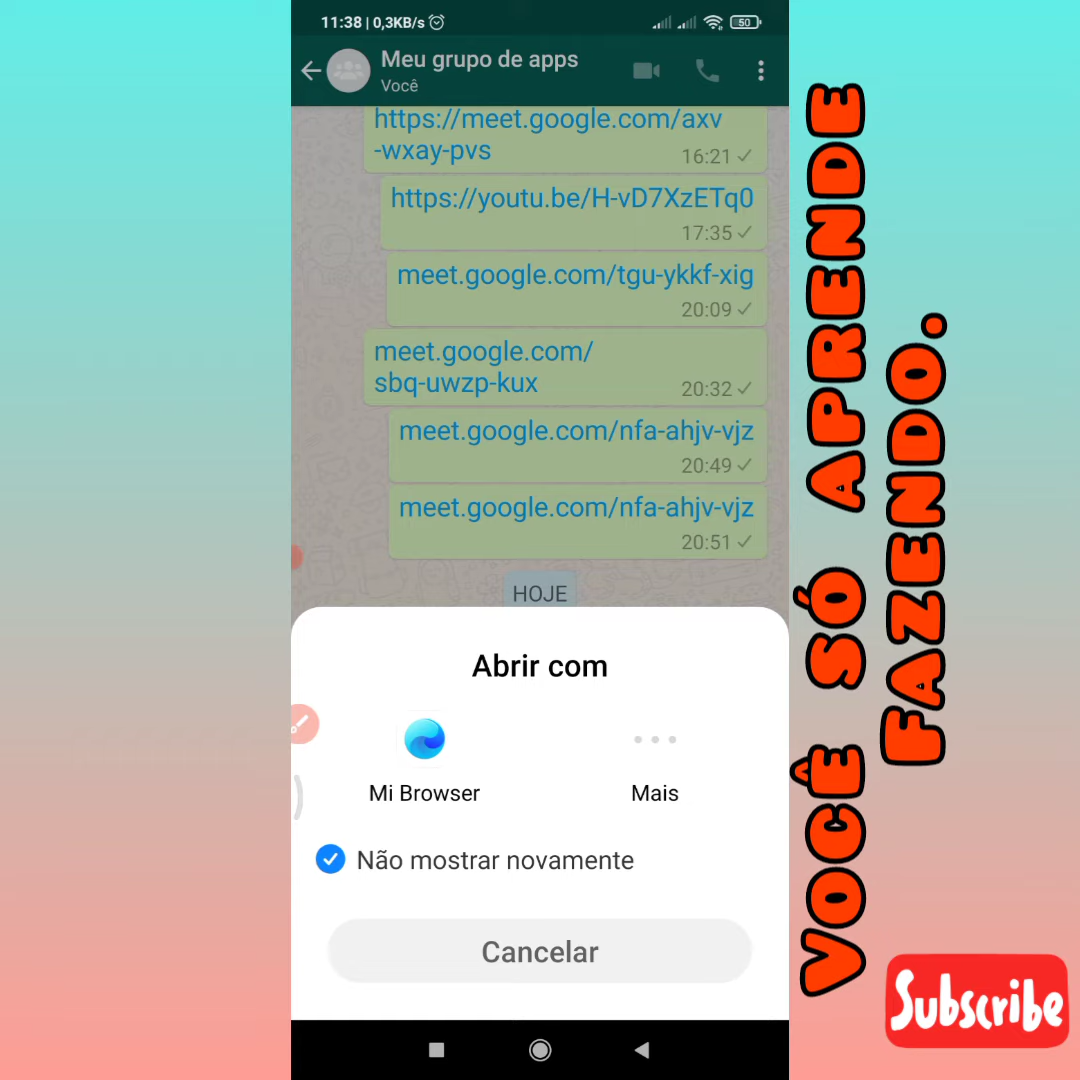 11:38 | 0,3KB/s
50
Meu grupo de apps
Você
https://meet.google.com/axv
-wxay-pvs
16:21
https://youtu.be/H-vD7XzETq0
17:35
meet.google.com/tgu-ykkf-xig
20:09
meet.google.com/
sbq-uwzp-kux
20:32
meet.google.com/nfa-ahjv-vjz
20:49
meet.google.com/nfa-ahjv-vjz
20:51
HOJE
Abrir com
Mi Browser
Mais
Não mostrar novamente
Cancelar
VOCÊ SÓ APRENDE
FAZENDO.
Subscribe